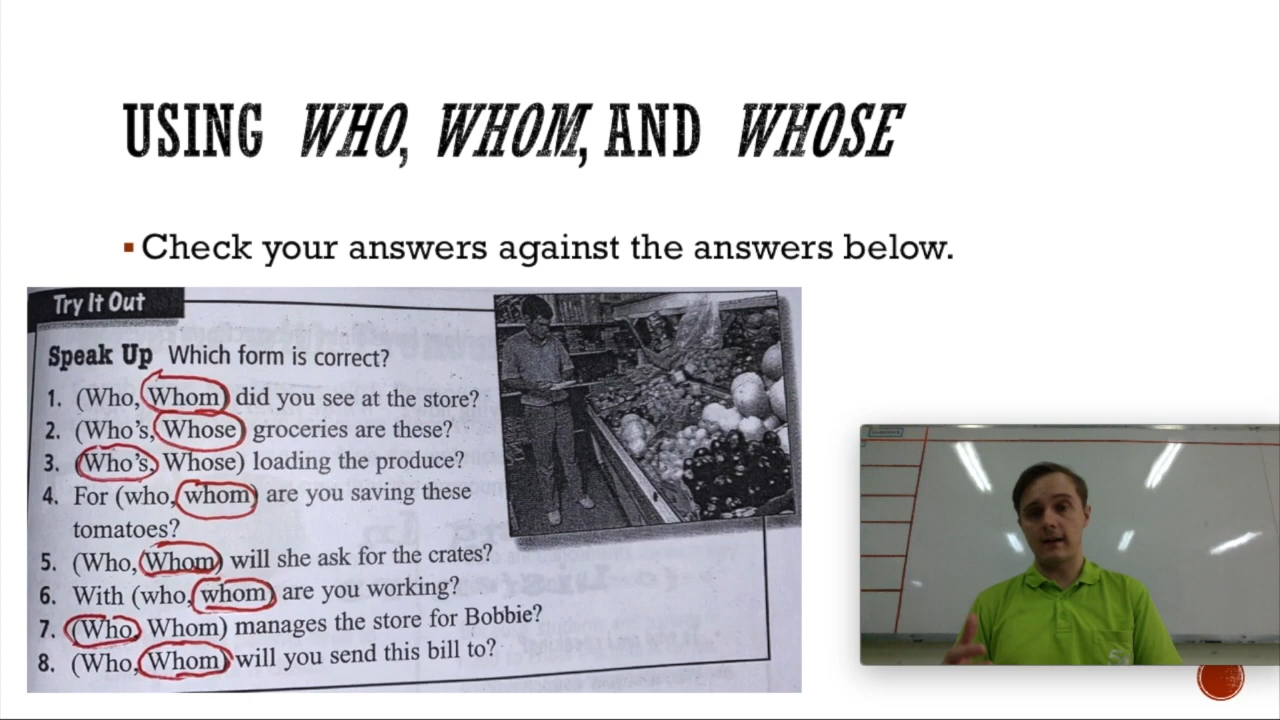 USING WHO, WHOM, AND WHOSE
▪ Check your answers against the answers below.
Try It Out
Speak Up Which form is correct?
1. (Who, Whom) did you see at the store?
2. (Who's, Whose) groceries are these?
3. (Who's, Whose) loading the produce?
4. For (who, whom) are you saving these
tomatoes?
5. (Who, Whom) will she ask for the crates?
6. With (who, whom) are you working?
7. (Who, Whom) manages the store for Bobbie?
8. (Who, Whom) will you send this bill to?